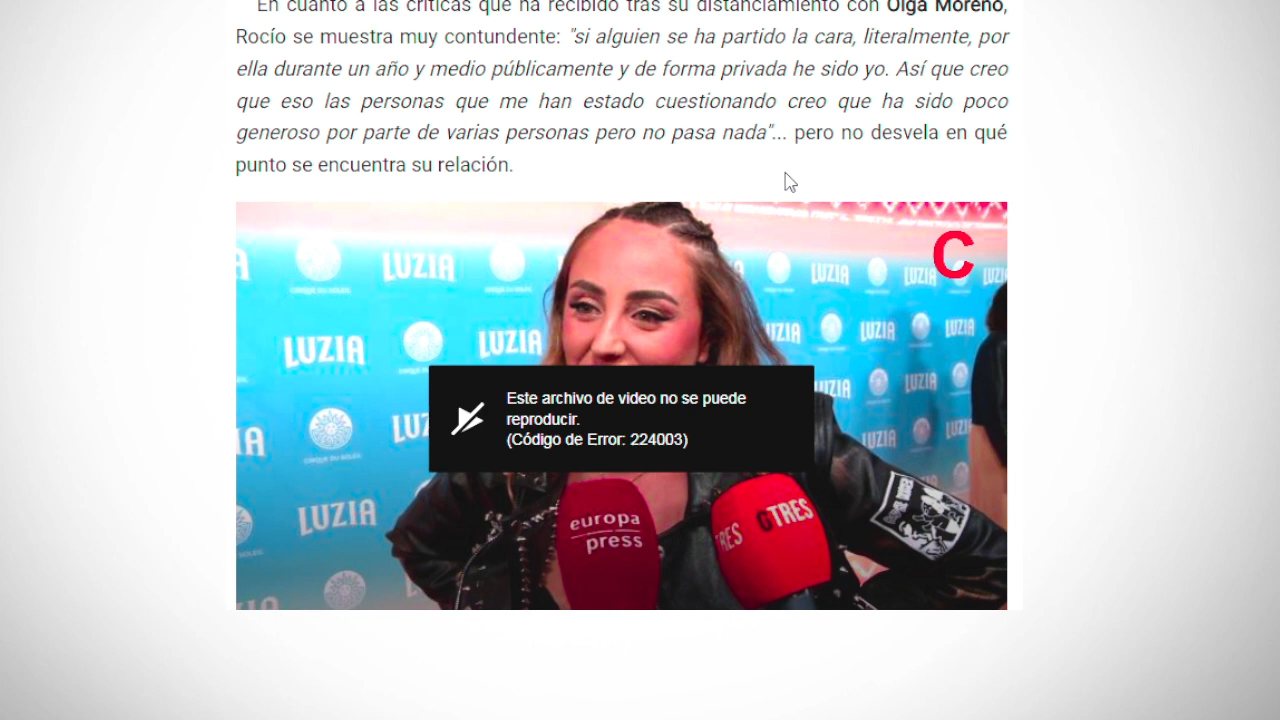 En cuanto a las críticas que ha recibido tras su distanciamiento con Olga Moreno,
Rocío se muestra muy contundente: "si alguien se ha partido la cara, literalmente, por
ella durante un año y medio públicamente y de forma privada he sido yo. Así que creo
que eso las personas que me han estado cuestionando creo que ha sido poco
generoso por parte de varias personas pero no pasa nada"... pero no desvela en qué
punto se encuentra su relación.
C
LUZIA
LUZIA
LUZIA
LUZIA
LUZIA
LUZIA
LUZIA
LUZIA
LUZIA
LUZIA
LUZIA
Este archivo de video no se puede
reproducir.
(Código de Error: 224003)
europa
press
GTRES